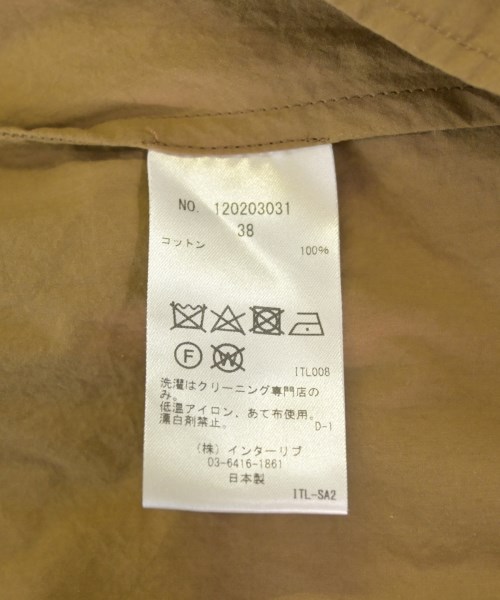 NO. 120203031
38
コットン 100%
F W
ITL008
洗濯はクリーニング専門店の
み。
低温アイロン、あて布使用。
漂白剤禁止。 D-1
(株) インターリブ
03-6416-1861
日本製
ITL-SA2